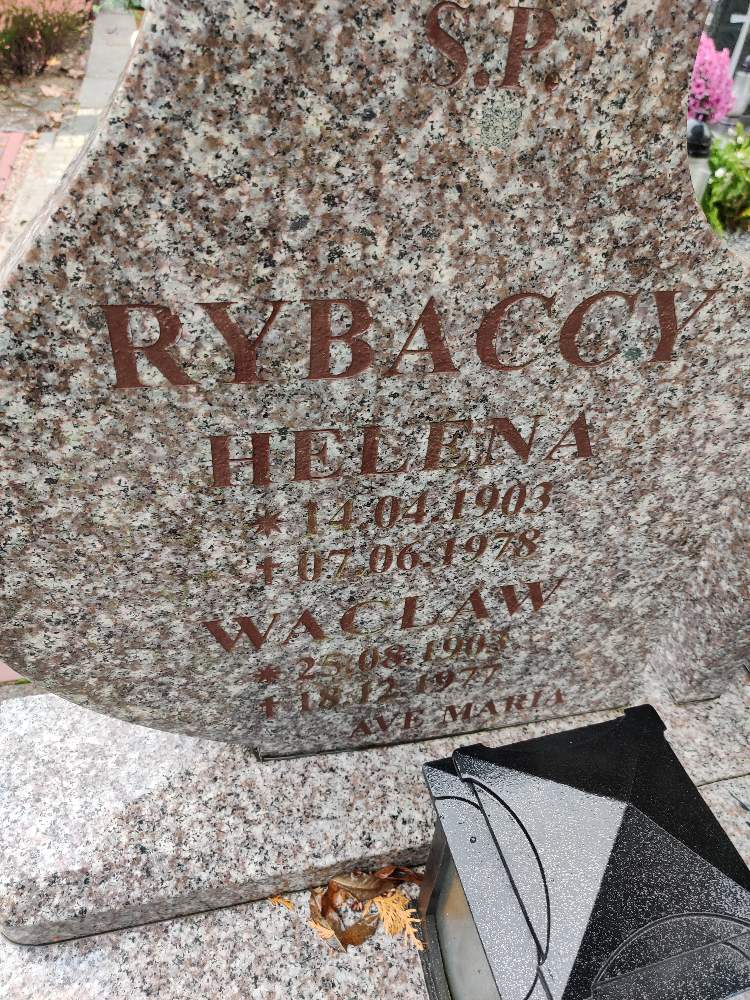 S.P.
RYBACCY
HELENA
* 14.04.1903
† 07.06.1978
WACŁAW
* 25.08.1903
† 18.12.1977
AVE MARIA